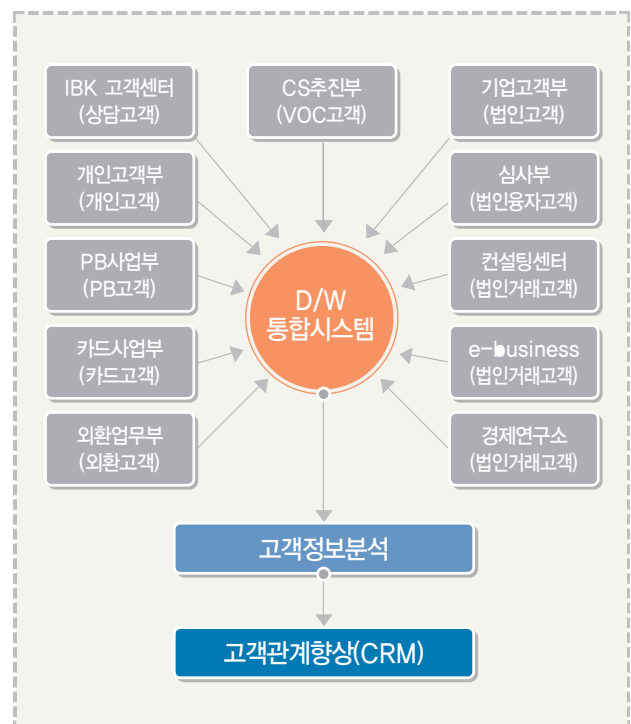 IBK 고객센터
(상담고객)
CS추진부
(VOC고객)
기업고객부
(법인고객)
개인고객부
(개인고객)
심사부
(법인융자고객)
PB사업부
(PB고객)
D/W
통합시스템
컨설팅센터
(법인거래고객)
카드사업부
(카드고객)
e-business
(법인거래고객)
외환업무부
(외환고객)
경제연구소
(법인거래고객)
고객정보분석
고객관계향상(CRM)